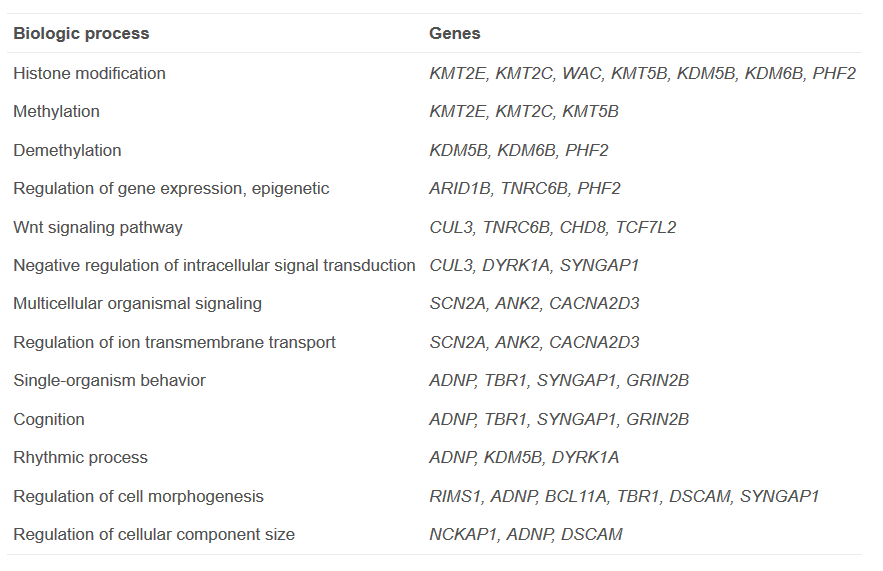 Biologic process Genes
Histone modification KMT2E, KMT2C, WAC, KMT5B, KDM5B, KDM6B, PHF2
Methylation KMT2E, KMT2C, KMT5B
Demethylation KDM5B, KDM6B, PHF2
Regulation of gene expression, epigenetic ARID1B, TNRC6B, PHF2
Wnt signaling pathway CUL3, TNRC6B, CHD8, TCF7L2
Negative regulation of intracellular signal transduction CUL3, DYRK1A, SYNGAP1
Multicellular organismal signaling SCN2A, ANK2, CACNA2D3
Regulation of ion transmembrane transport SCN2A, ANK2, CACNA2D3
Single-organism behavior ADNP, TBR1, SYNGAP1, GRIN2B
Cognition ADNP, TBR1, SYNGAP1, GRIN2B
Rhythmic process ADNP, KDM5B, DYRK1A
Regulation of cell morphogenesis RIMS1, ADNP, BCL11A, TBR1, DSCAM, SYNGAP1
Regulation of cellular component size NCKAP1, ADNP, DSCAM